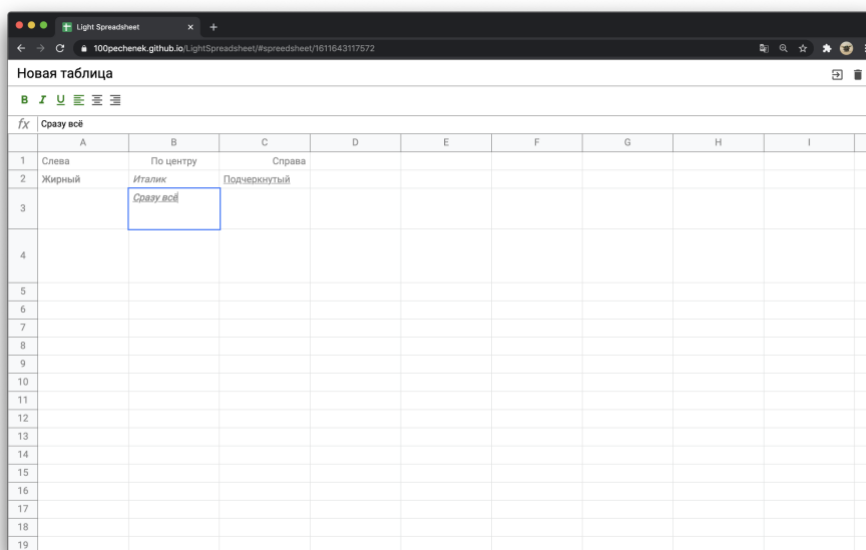 Light Spreadsheet
100pechenek.github.io/LightSpreadsheet/#spreedsheet/1611643117572
Новая таблица
B I U
fx Сразу всё
A B C D E F G H I
1 Слева По центру Справа
2 Жирный Италик Подчеркнутый
3 Сразу всё
4
5
6
7
8
9
10
11
12
13
14
15
16
17
18
19